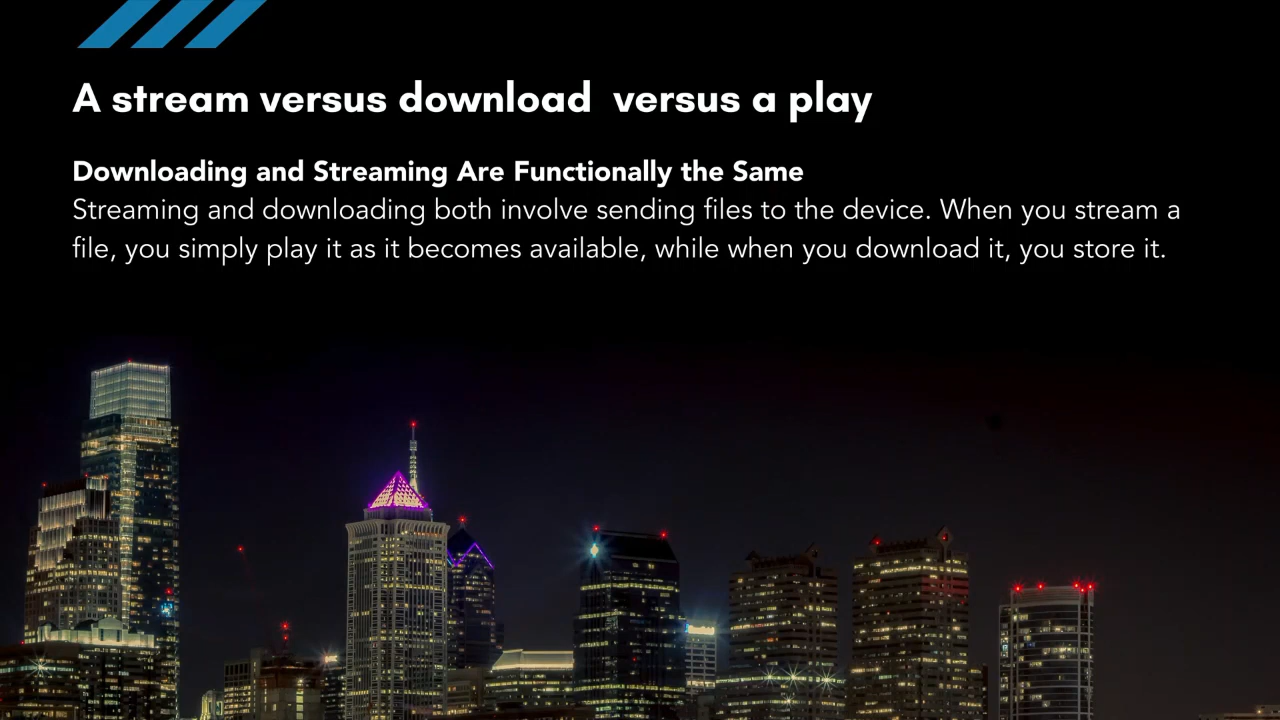 A stream versus download  versus a play
Downloading and Streaming Are Functionally the Same
Streaming and downloading both involve sending files to the device. When you stream a
file, you simply play it as it becomes available, while when you download it, you store it.